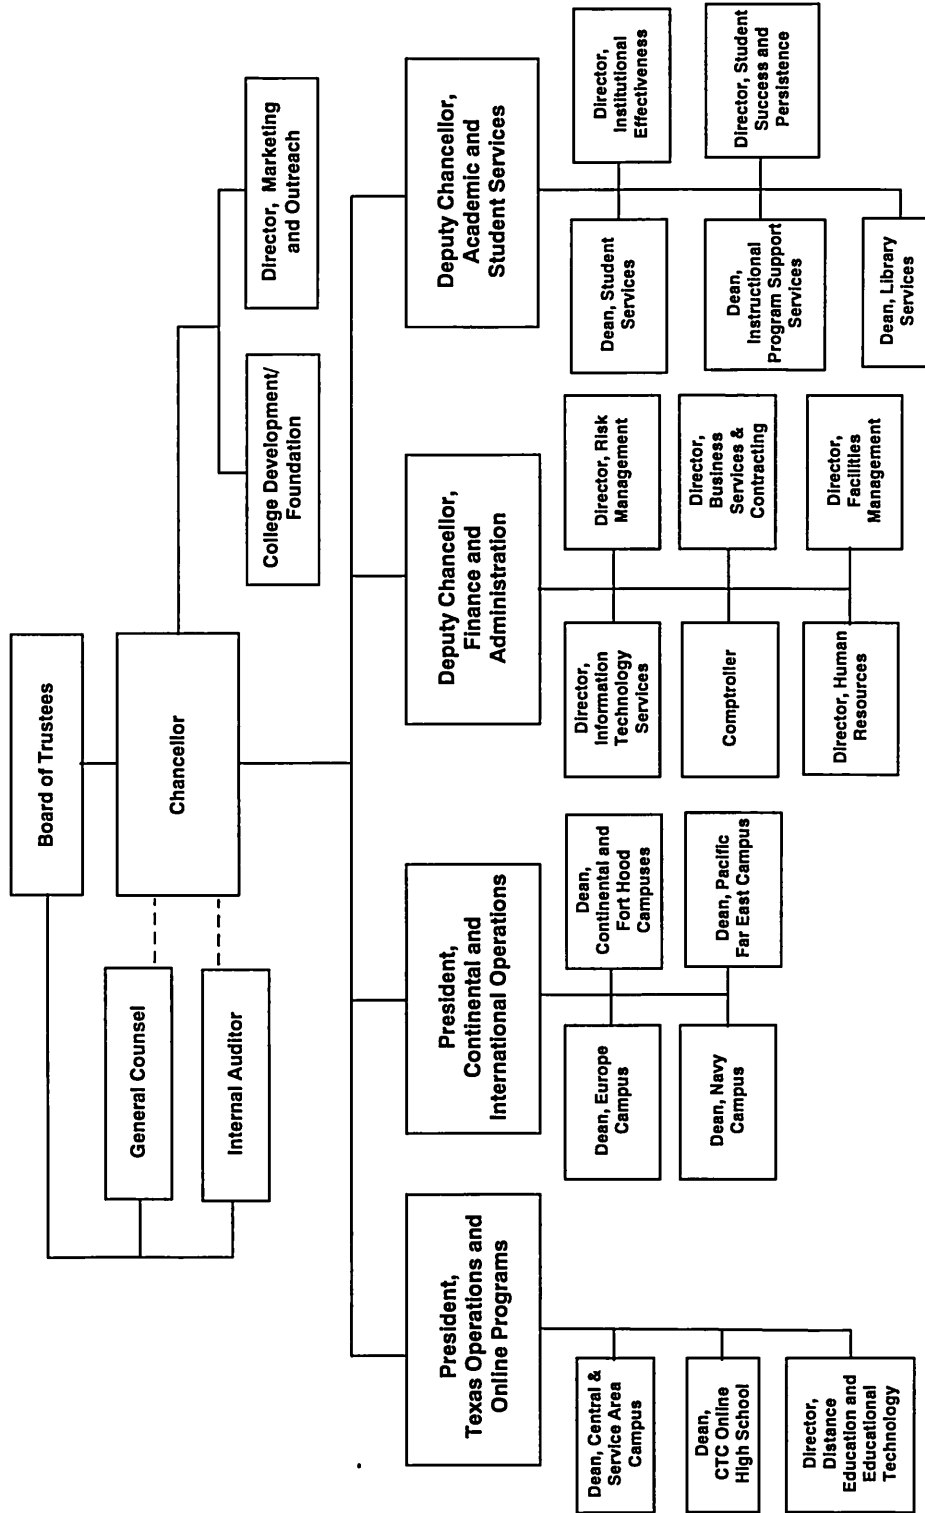 Board of Trustees
Chancellor
General Counsel
Internal Auditor
College Development/
Foundation
Director, Marketing
and Outreach
President,
Texas Operations and
Online Programs
President,
Continental and
International Operations
Deputy Chancellor,
Finance and
Administration
Deputy Chancellor,
Academic and
Student Services
Dean, Central &
Service Area
Campus
Dean,
CTC Online
High School
Director,
Distance
Education and
Educational
Technology
Dean, Europe
Campus
Dean,
Continental and
Fort Hood
Campuses
Dean, Navy
Campus
Dean, Pacific
Far East Campus
Director,
Information
Technology
Services
Director, Risk
Management
Comptroller
Director,
Business
Services &
Contracting
Director, Human
Resources
Director,
Facilities
Management
Dean, Student
Services
Director,
Institutional
Effectiveness
Dean,
Instructional
Program Support
Services
Director, Student
Success and
Persistence
Dean, Library
Services